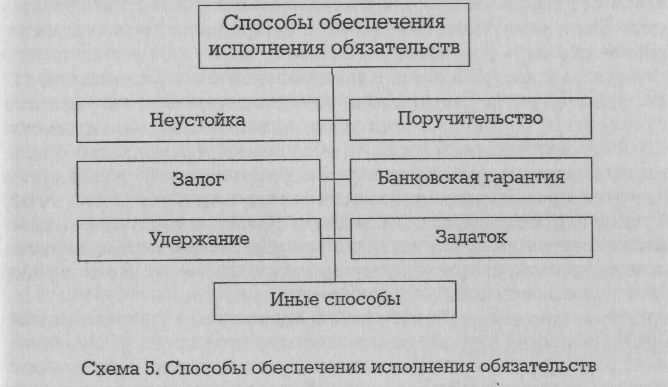 Способы обеспечения
исполнения обязательств
Неустойка
Поручительство
Залог
Банковская гарантия
Удержание
Задаток
Иные способы
Схема 5. Способы обеспечения исполнения обязательств